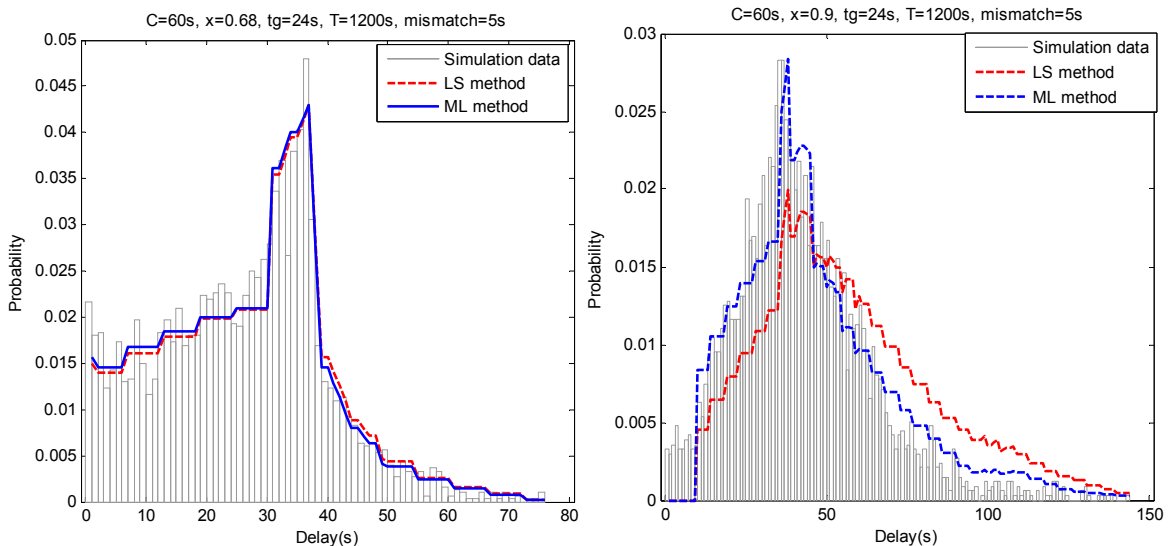 C=60s, x=0.68, tg=24s, T=1200s, mismatch=5s
0.05
0.045
0.04
0.035
0.03
0.025
0.02
0.015
0.01
0.005
0
Probability
Simulation data
LS method
ML method
0 10 20 30 40 50 60 70 80
Delay(s)
C=60s, x=0.9, tg=24s, T=1200s, mismatch=5s
0.03
0.025
0.02
0.015
0.01
0.005
0
Probability
Simulation data
LS method
ML method
0 50 100 150
Delay(s)